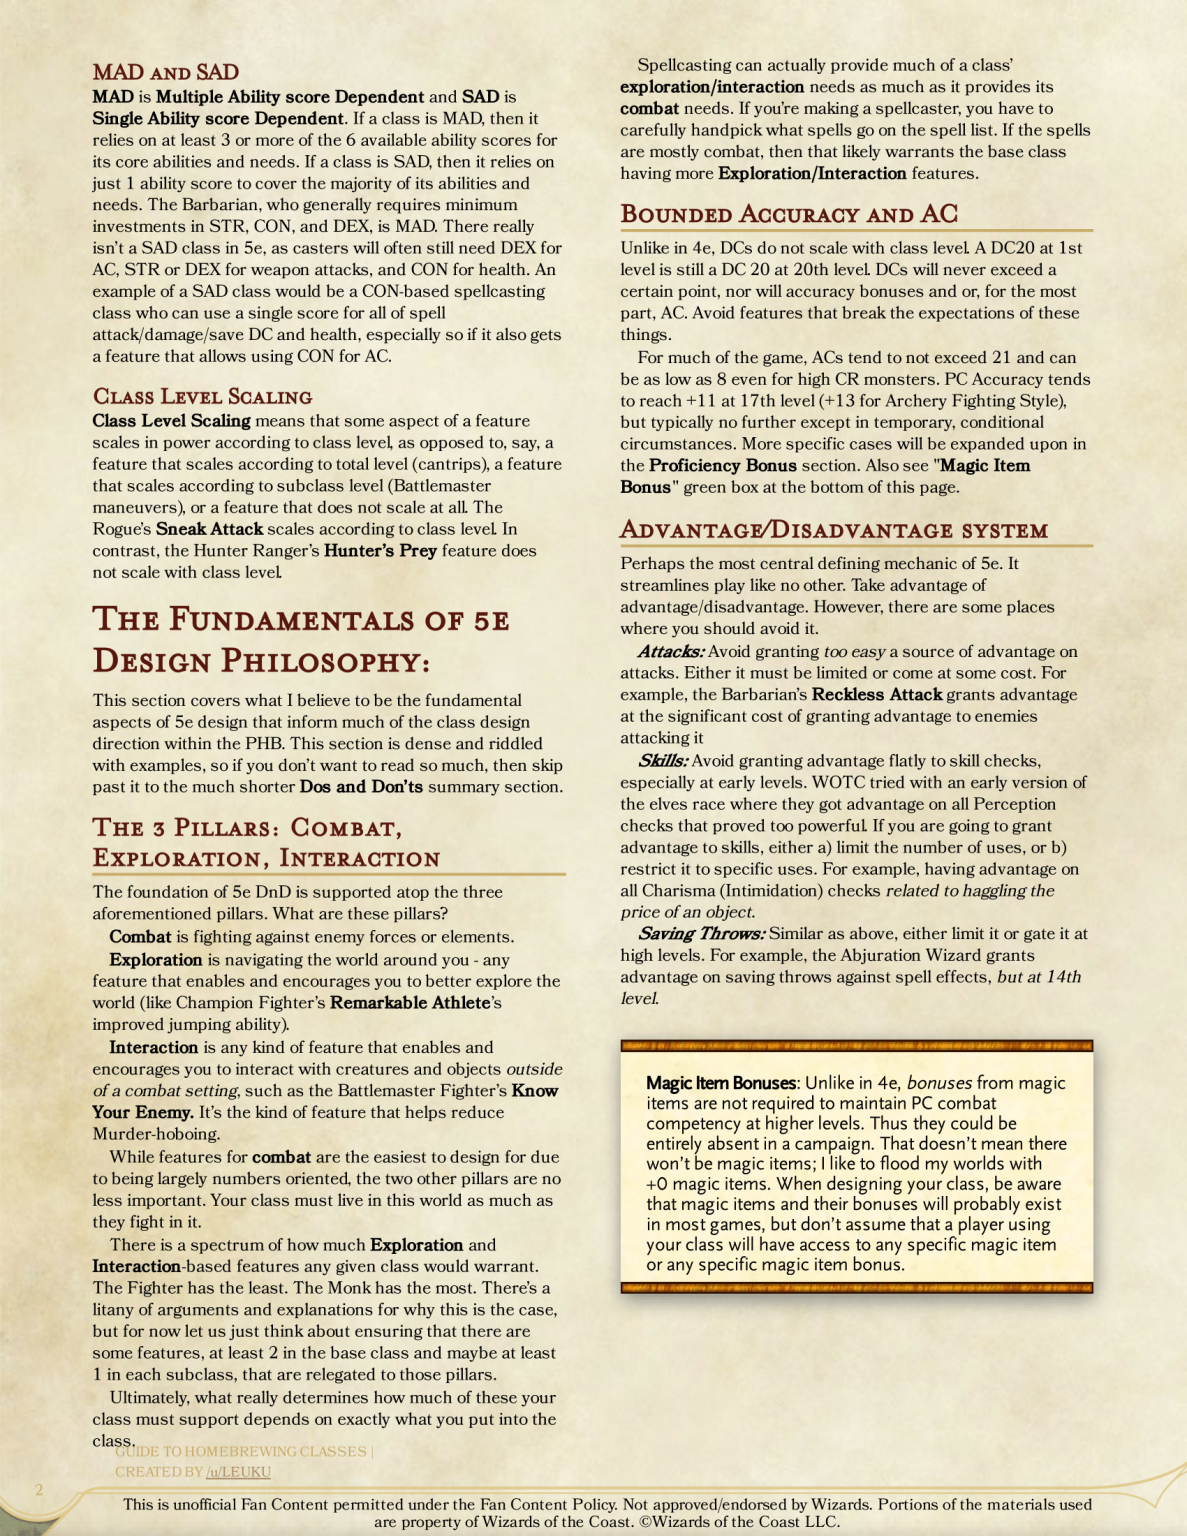 MAD and SAD
MAD is Multiple Ability score Dependent and SAD is
Single Ability score Dependent. If a class is MAD, then it
relies on at least 3 or more of the 6 available ability scores for
its core abilities and needs. If a class is SAD, then it relies on
just 1 ability score to cover the majority of its abilities and
needs. The Barbarian, who generally requires minimum
investments in STR, CON, and DEX, is MAD. There really
isn't a SAD class in 5e, as casters will often still need DEX for
AC, STR or DEX for weapon attacks, and CON for health. An
example of a SAD class would be a CON-based spellcasting
class who can use a single score for all of spell
attack/damage/save DC and health, especially so if it also gets
a feature that allows using CON for AC.
Class Level Scaling
Class Level Scaling means that some aspect of a feature
scales in power according to class level, as opposed to, say, a
feature that scales according to total level (cantrips), a feature
that scales according to subclass level (Battlemaster
maneuvers), or a feature that does not scale at all. The
Rogue's Sneak Attack scales according to class level. In
contrast, the Hunter Ranger's Hunter's Prey feature does
not scale with class level.
The Fundamentals of 5e
Design Philosophy:
This section covers what I believe to be the fundamental
aspects of 5e design that inform much of the class design
direction within the PHB. This section is dense and riddled
with examples, so if you don't want to read so much, then skip
past it to the much shorter Dos and Don'ts summary section.
The 3 Pillars: Combat,
Exploration, Interaction
The foundation of 5e DnD is supported atop the three
aforementioned pillars. What are these pillars?
Combat is fighting against enemy forces or elements.
Exploration is navigating the world around you - any
feature that enables and encourages you to better explore the
world (like Champion Fighter's Remarkable Athlete's
improved jumping ability).
Interaction is any kind of feature that enables and
encourages you to interact with creatures and objects outside
of a combat setting, such as the Battlemaster Fighter's Know
Your Enemy. It's the kind of feature that helps reduce
Murder-hoboing.
While features for combat are the easiest to design for due
to being largely numbers oriented, the two other pillars are no
less important. Your class must live in this world as much as
they fight in it.
There is a spectrum of how much Exploration and
Interaction-based features any given class would warrant.
The Fighter has the least. The Monk has the most. There's a
litany of arguments and explanations for why this is the case,
but for now let us just think about ensuring that there are
some features, at least 2 in the base class and maybe at least
1 in each subclass, that are relegated to those pillars.
Ultimately, what really determines how much of these your
class must support depends on exactly what you put into the
class.
Spellcasting can actually provide much of a class'
exploration/interaction needs as much as it provides its
combat needs. If you're making a spellcaster, you have to
carefully handpick what spells go on the spell list. If the spells
are mostly combat, then that likely warrants the base class
having more Exploration/Interaction features.
Bounded Accuracy and AC
Unlike in 4e, DCs do not scale with class level. A DC20 at 1st
level is still a DC 20 at 20th level. DCs will never exceed a
certain point, nor will accuracy bonuses and or, for the most
part, AC. Avoid features that break the expectations of these
things.
For much of the game, ACs tend to not exceed 21 and can
be as low as 8 even for high CR monsters. PC Accuracy tends
to reach +11 at 17th level (+13 for Archery Fighting Style),
but typically no further except in temporary, conditional
circumstances. More specific cases will be expanded upon in
the Proficiency Bonus section. Also see "Magic Item
Bonus" green box at the bottom of this page.
Advantage/Disadvantage system
Perhaps the most central defining mechanic of 5e. It
streamlines play like no other. Take advantage of
advantage/disadvantage. However, there are some places
where you should avoid it.
Attacks: Avoid granting too easy a source of advantage on
attacks. Either it must be limited or come at some cost. For
example, the Barbarian's Reckless Attack grants advantage
at the significant cost of granting advantage to enemies
attacking it
Skills: Avoid granting advantage flatly to skill checks,
especially at early levels. WOTC tried with an early version of
the elves race where they got advantage on all Perception
checks that proved too powerful. If you are going to grant
advantage to skills, either a) limit the number of uses, or b)
restrict it to specific uses. For example, having advantage on
all Charisma (Intimidation) checks related to haggling the
price of an object.
Saving Throws: Similar as above, either limit it or gate it at
high levels. For example, the Abjuration Wizard grants
advantage on saving throws against spell effects, but at 14th
level.
Magic Item Bonuses: Unlike in 4e, bonuses from magic
items are not required to maintain PC combat
competency at higher levels. Thus they could be
entirely absent in a campaign. That doesn't mean there
won't be magic items; I like to flood my worlds with
+0 magic items. When designing your class, be aware
that magic items and their bonuses will probably exist
in most games, but don't assume that a player using
your class will have access to any specific magic item
or any specific magic item bonus.
GUIDE TO HOMEBREWING CLASSES |
CREATED BY /u/LEUKU
2
This is unofficial Fan Content permitted under the Fan Content Policy. Not approved/endorsed by Wizards. Portions of the materials used
are property of Wizards of the Coast. ©Wizards of the Coast LLC.